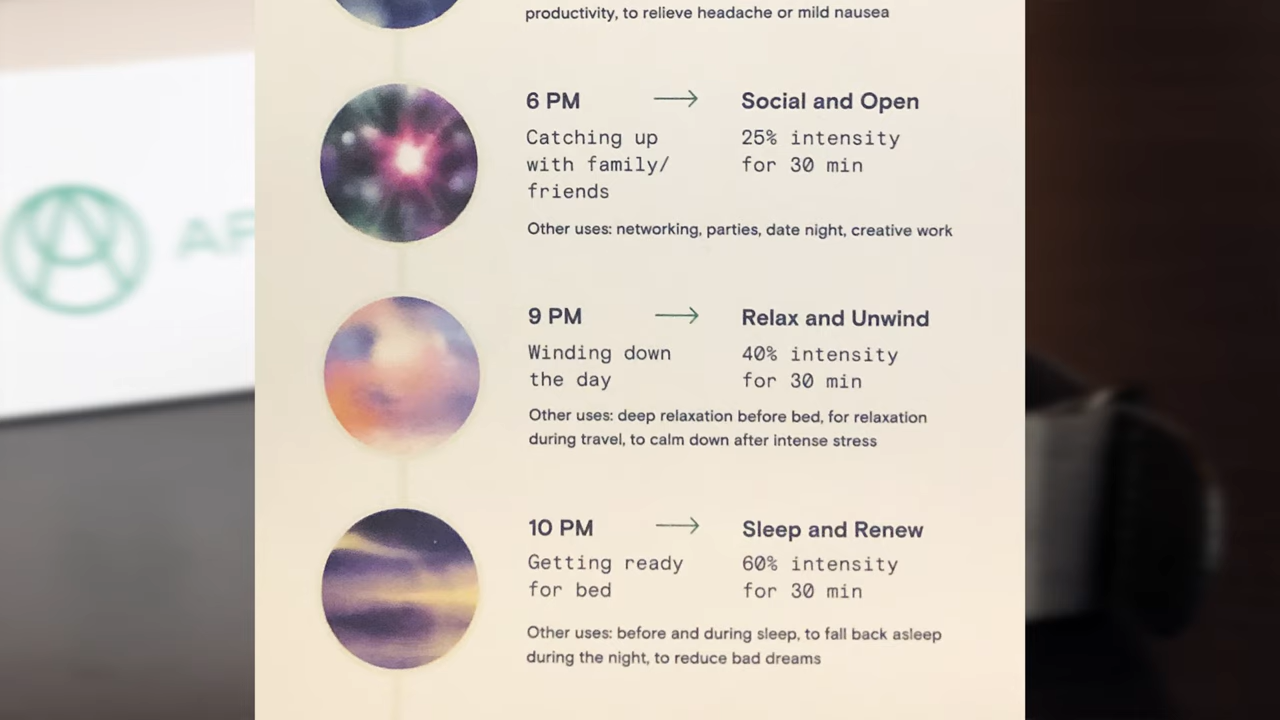 productivity, to relieve headache or mild nausea
6 PM → Social and Open
Catching up
with family/
friends
25% intensity
for 30 min
Other uses: networking, parties, date night, creative work
9 PM → Relax and Unwind
Winding down
the day
40% intensity
for 30 min
Other uses: deep relaxation before bed, for relaxation
during travel, to calm down after intense stress
10 PM → Sleep and Renew
Getting ready
for bed
60% intensity
for 30 min
Other uses: before and during sleep, to fall back asleep
during the night, to reduce bad dreams
AP